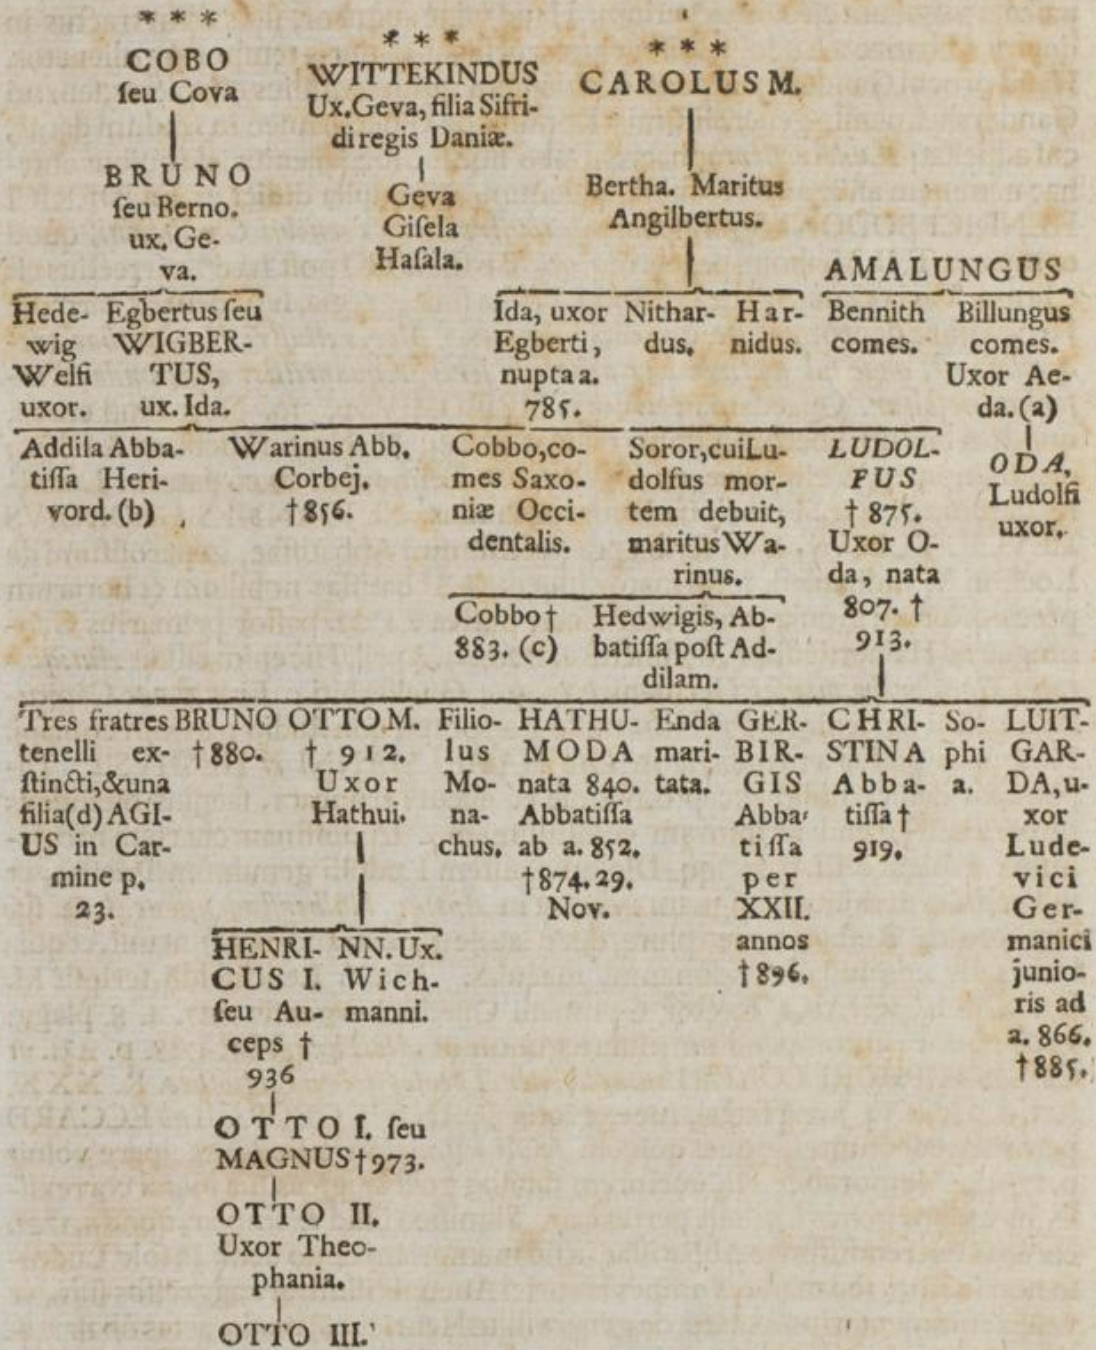 * * *
COBO
ſeu Cova
BRUNO
ſeu Berno.
ux. Ge-
va.
* * *
WITTEKINDUS
Ux. Geva, filia Sifri-
di regis Daniæ.
Geva
Giſela
Haſala.
* * *
CAROLUS M.
Bertha. Maritus
Angilbertus.
AMALUNGUS
Hede-
wig
Welfi
uxor.
Egbertus ſeu
WIGBER-
TUS,
ux. Ida.
Ida, uxor
Egberti,
nupta a.
785.
Nithar-
dus.
Har-
nidus.
Bennith
comes.
Billungus
comes.
Uxor Ae-
da. (a)
Addila Abba-
tiſſa Heri-
vord. (b)
Warinus Abb.
Corbej.
†856.
Cobbo, co-
mes Saxo-
niæ Occi-
dentalis.
Soror, cui Lu-
dolfus mor-
tem debuit,
maritus Wa-
rinus.
LUDOL-
FUS
† 875.
Uxor O-
da, nata
807. †
913.
ODA,
Ludolfi
uxor.
Cobbo †
883. (c)
Hedwigis, Ab-
batiſſa poſt Ad-
dilam.
Tres fratres
tenelli ex-
ſtincti, & una
filia (d) AGI-
US in Car-
mine p.
23.
BRUNO
†880.
OTTO M.
† 912.
Uxor
Hathui.
Filio-
lus
Mo-
na-
chus.
HATHU-
MODA
nata 840.
Abbatiſſa
ab a. 852.
†874. 29.
Nov.
Enda
mari-
tata.
GER-
BIR-
GIS
Abba-
tiſſa
per
XXII.
annos
†896.
CHRI-
STINA
Abba-
tiſſa †
919.
So-
phi
a.
LUIT-
GAR-
DA, u-
xor
Lude-
vici
Ger-
manici
junio-
ris ad
a. 866.
†885.
HENRI-
CUS I.
ſeu Au-
ceps †
936
NN. Ux.
Wich-
manni.
OTTO I. ſeu
MAGNUS †973.
OTTO II.
Uxor Theo-
phania.
OTTO III.